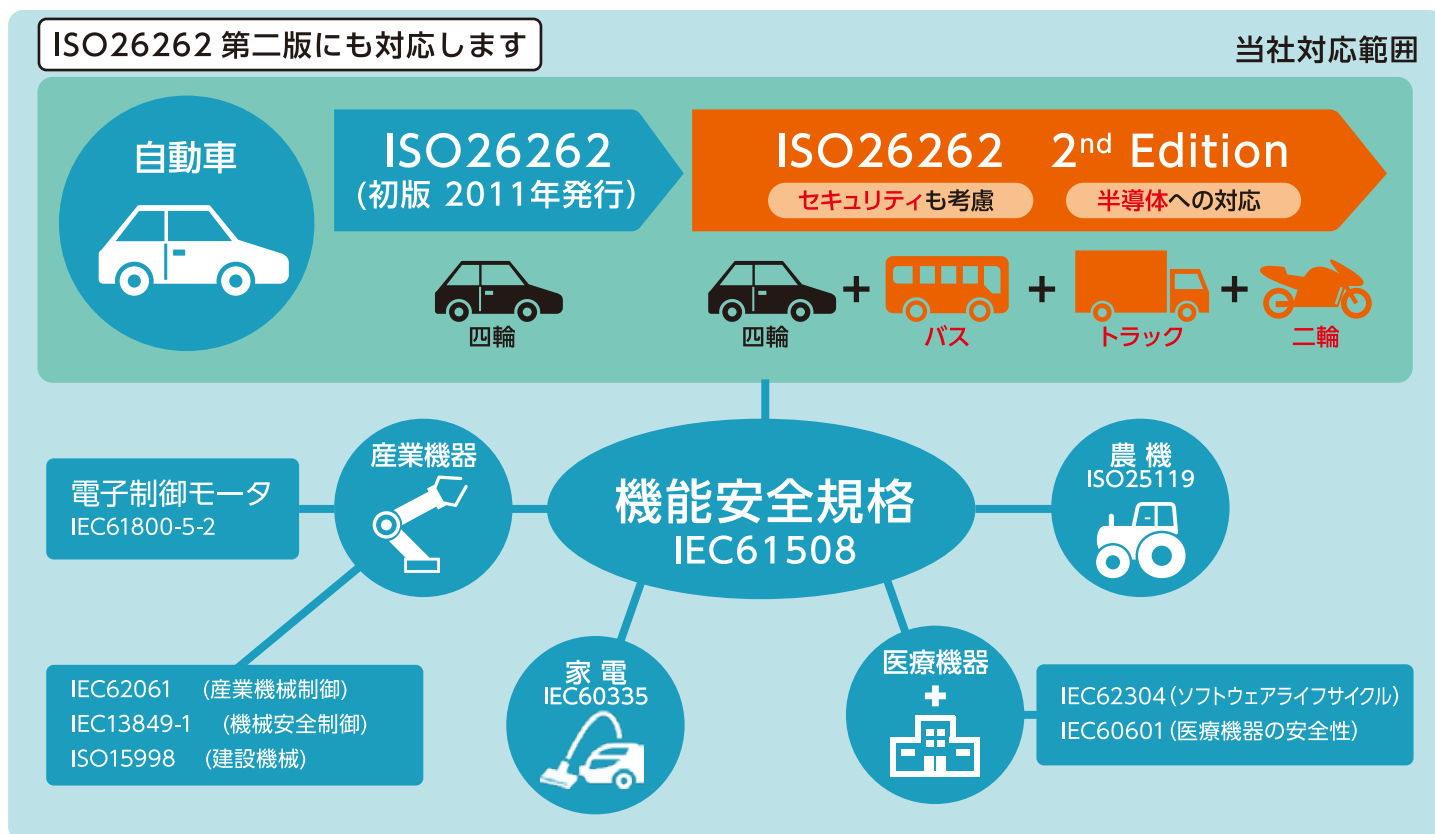 ISO26262 第二版にも対応します
当社対応範囲
自動車
ISO26262
(初版 2011年発行)
ISO26262 2nd Edition
セキュリティも考慮
半導体への対応
四輪
四輪
+
バス
+
トラック
+
二輪
産業機器
電子制御モータ
IEC61800-5-2
機能安全規格
IEC61508
農機
ISO25119
IEC62061 (産業機械制御)
IEC13849-1 (機械安全制御)
ISO15998 (建設機械)
家電
IEC60335
医療機器
IEC62304(ソフトウェアライフサイクル)
IEC60601(医療機器の安全性)